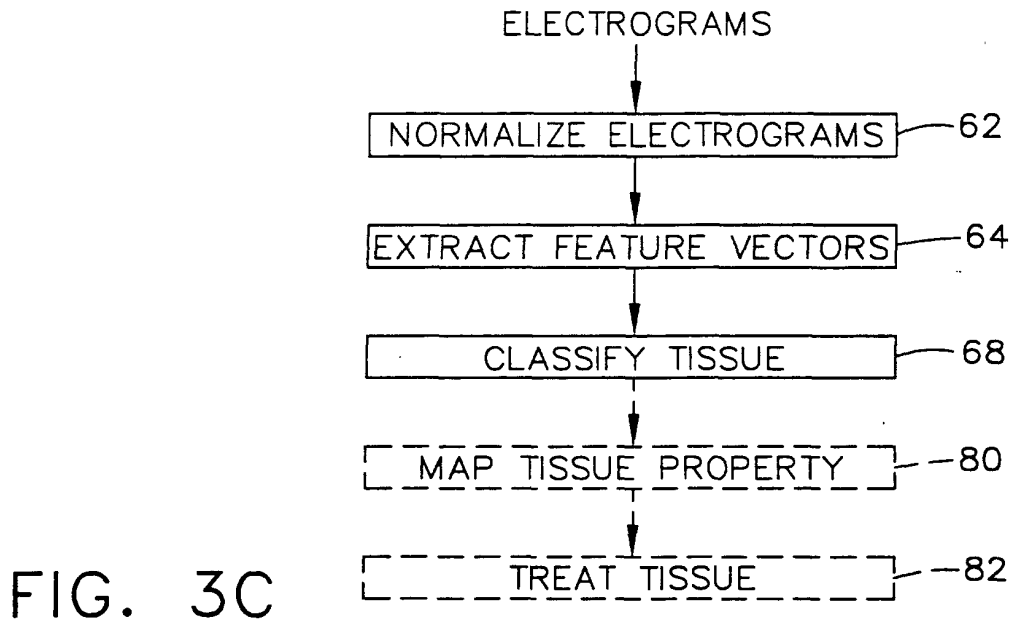 ELECTROGRAMS
NORMALIZE ELECTROGRAMS 62
EXTRACT FEATURE VECTORS 64
CLASSIFY TISSUE 68
MAP TISSUE PROPERTY 80
TREAT TISSUE 82
FIG. 3C